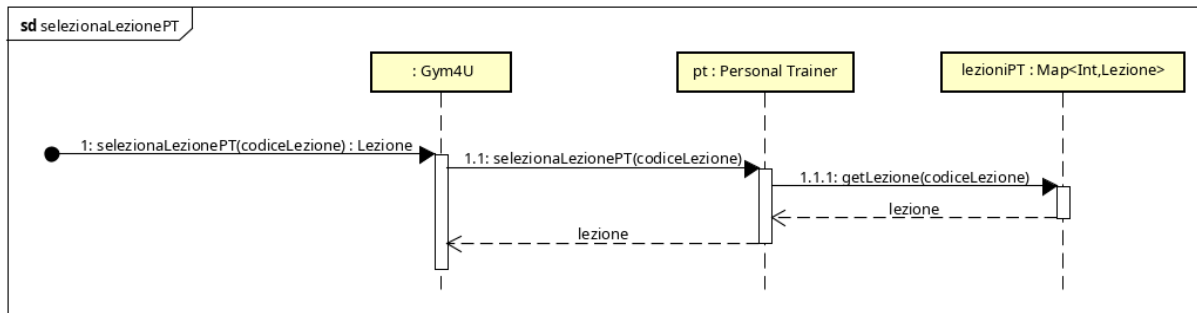 sd selezionaLezionePT
: Gym4U
pt : Personal Trainer
lezioniPT : Map<Int,Lezione>
1: selezionaLezionePT(codiceLezione) : Lezione
1.1: selezionaLezionePT(codiceLezione)
1.1.1: getLezione(codiceLezione)
lezione
lezione